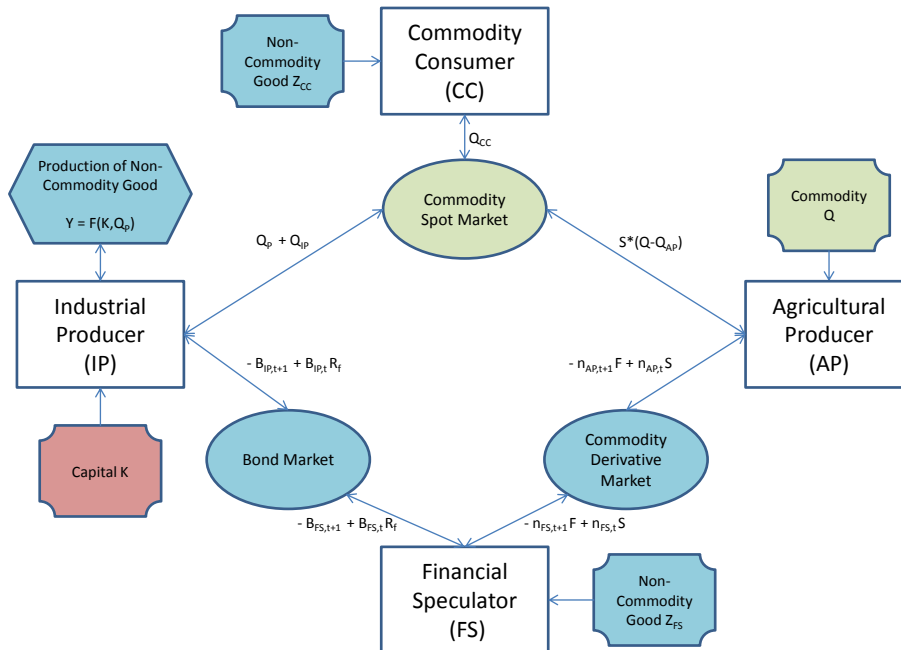 Non-
Commodity
Good Z_CC
Commodity
Consumer
(CC)
Q_CC
Production of Non-
Commodity Good
Y = F(K,Q_P)
Commodity
Spot Market
Commodity
Q
Q_P + Q_IP
S*(Q-Q_AP)
Industrial
Producer
(IP)
Agricultural
Producer
(AP)
- B_IP,t+1 + B_IP,t R_f
- n_AP,t+1 F + n_AP,t S
Capital K
Bond Market
Commodity
Derivative
Market
- B_FS,t+1 + B_FS,t R_f
- n_FS,t+1 F + n_FS,t S
Financial
Speculator
(FS)
Non-
Commodity
Good Z_FS